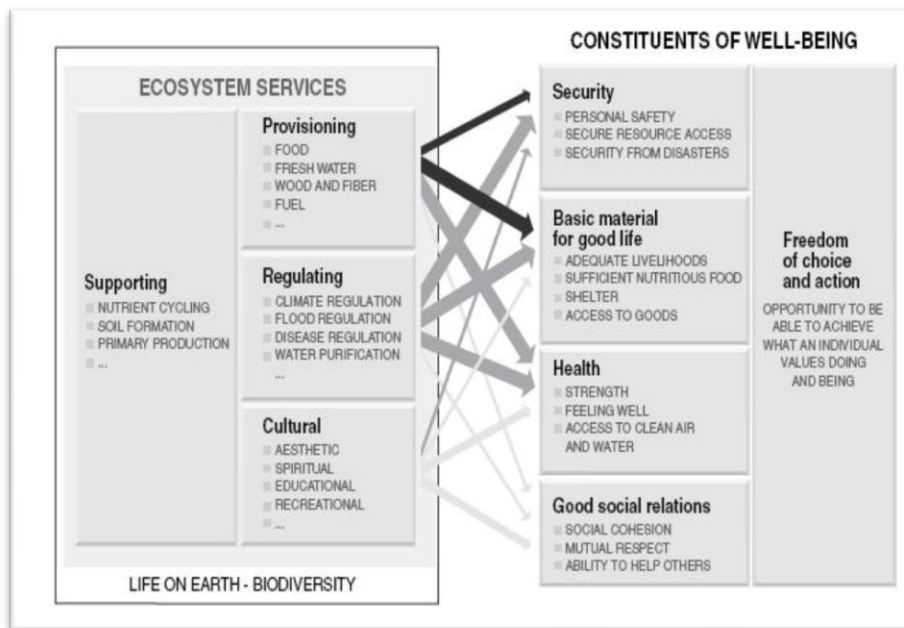 ECOSYSTEM SERVICES
Supporting
NUTRIENT CYCLING
SOIL FORMATION
PRIMARY PRODUCTION
...
Provisioning
FOOD
FRESH WATER
WOOD AND FIBER
FUEL
...
Regulating
CLIMATE REGULATION
FLOOD REGULATION
DISEASE REGULATION
WATER PURIFICATION
...
Cultural
AESTHETIC
SPIRITUAL
EDUCATIONAL
RECREATIONAL
...
LIFE ON EARTH - BIODIVERSITY
CONSTITUENTS OF WELL-BEING
Security
PERSONAL SAFETY
SECURE RESOURCE ACCESS
SECURITY FROM DISASTERS
Basic material
for good life
ADEQUATE LIVELIHOODS
SUFFICIENT NUTRITIOUS FOOD
SHELTER
ACCESS TO GOODS
Health
STRENGTH
FEELING WELL
ACCESS TO CLEAN AIR
AND WATER
Good social relations
SOCIAL COHESION
MUTUAL RESPECT
ABILITY TO HELP OTHERS
Freedom
of choice
and action
OPPORTUNITY TO BE
ABLE TO ACHIEVE
WHAT AN INDIVIDUAL
VALUES DOING
AND BEING